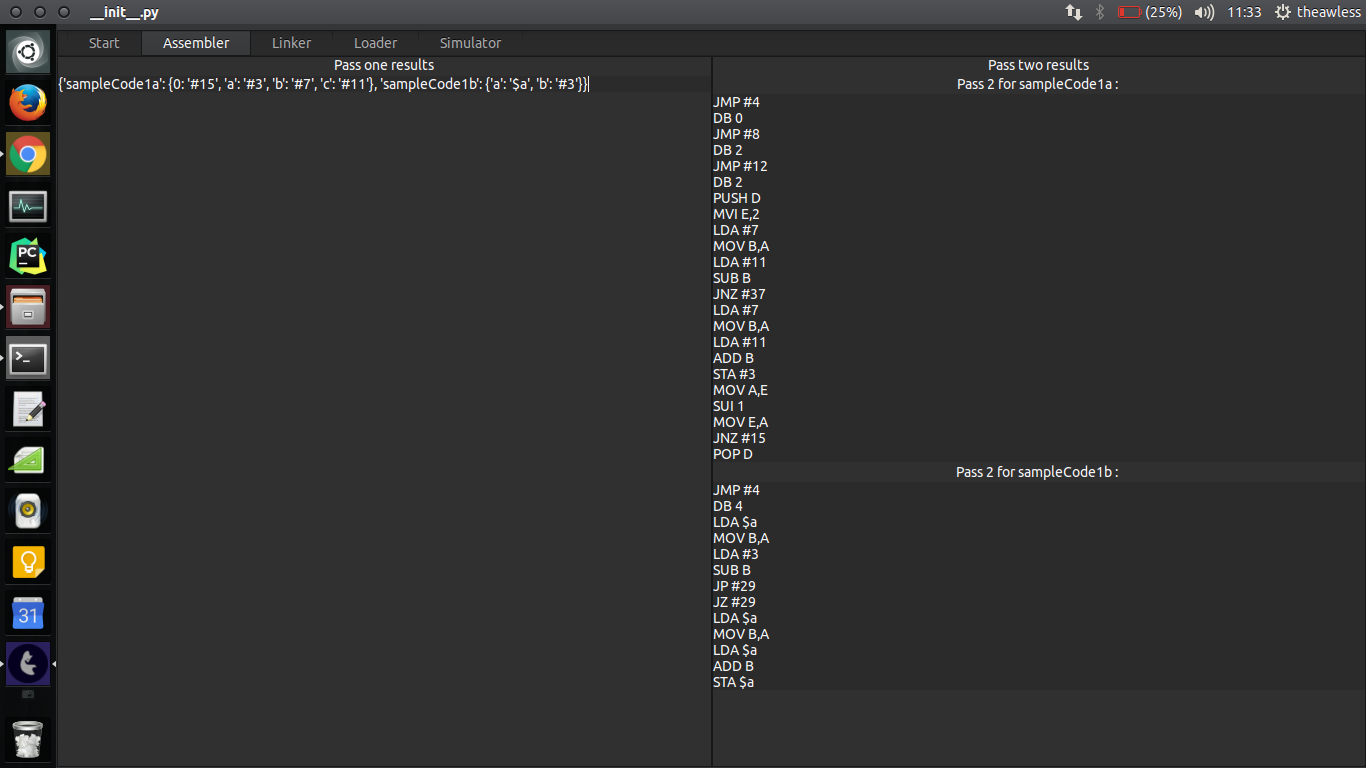 __init__.py
(25%)
11:33
theawless
Start
Assembler
Linker
Loader
Simulator
Pass one results
{'sampleCode1a': {0: '#15', 'a': '#3', 'b': '#7', 'c': '#11'}, 'sampleCode1b': {'a': '$a', 'b': '#3'}}
Pass two results
Pass 2 for sampleCode1a :
JMP #4
DB 0
JMP #8
DB 2
JMP #12
DB 2
PUSH D
MVI E,2
LDA #7
MOV B,A
LDA #11
SUB B
JNZ #37
LDA #7
MOV B,A
LDA #11
ADD B
STA #3
MOV A,E
SUI 1
MOV E,A
JNZ #15
POP D
Pass 2 for sampleCode1b :
JMP #4
DB 4
LDA $a
MOV B,A
LDA #3
SUB B
JP #29
JZ #29
LDA $a
MOV B,A
LDA $a
ADD B
STA $a
PC
31